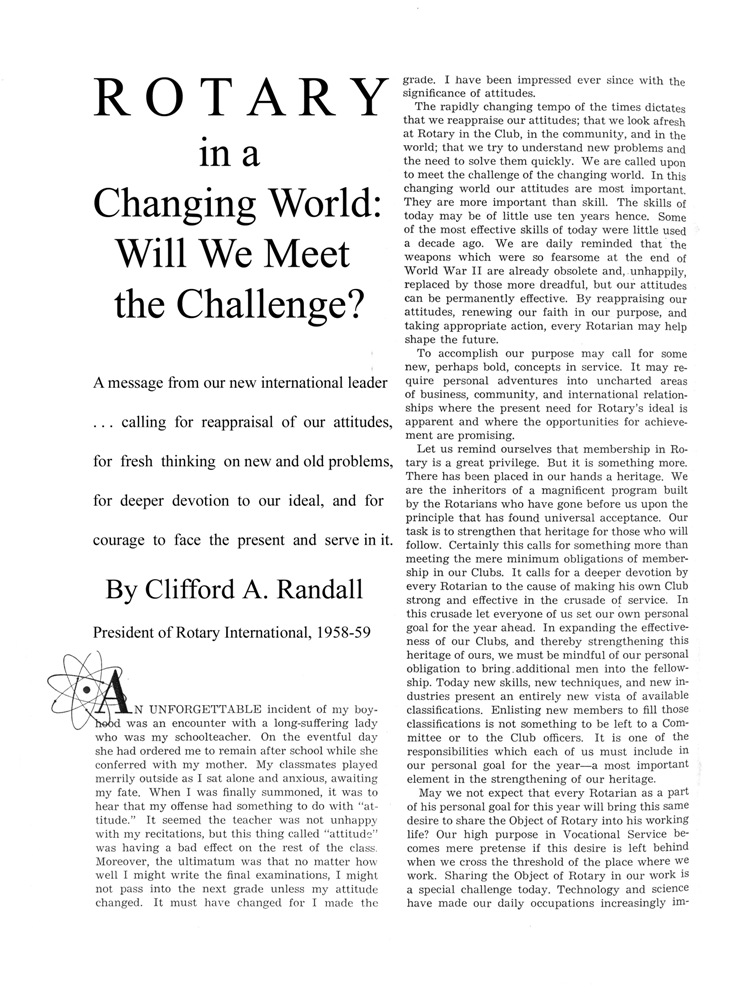 ROTARY
in a
Changing World:
Will We Meet
the Challenge?
A message from our new international leader
. . . calling for reappraisal of our attitudes,
for fresh thinking on new and old problems,
for deeper devotion to our ideal, and for
courage to face the present and serve in it.
By Clifford A. Randall
President of Rotary International, 1958-59
AN UNFORGETTABLE incident of my boy-
hood was an encounter with a long-suffering lady
who was my schoolteacher. On the eventful day
she had ordered me to remain after school while she
conferred with my mother. My classmates played
merrily outside as I sat alone and anxious, awaiting
my fate. When I was finally summoned, it was to
hear that my offense had something to do with "at-
titude." It seemed the teacher was not unhappy
with my recitations, but this thing called "attitude"
was having a bad effect on the rest of the class.
Moreover, the ultimatum was that no matter how
well I might write the final examinations, I might
not pass into the next grade unless my attitude
changed. It must have changed for I made the
grade. I have been impressed ever since with the
significance of attitudes.
The rapidly changing tempo of the times dictates
that we reappraise our attitudes; that we look afresh
at Rotary in the Club, in the community, and in the
world; that we try to understand new problems and
the need to solve them quickly. We are called upon
to meet the challenge of the changing world. In this
changing world our attitudes are most important.
They are more important than skill. The skills of
today may be of little use ten years hence. Some
of the most effective skills of today were little used
a decade ago. We are daily reminded that the
weapons which were so fearsome at the end of
World War II are already obsolete and, unhappily,
replaced by those more dreadful, but our attitudes
can be permanently effective. By reappraising our
attitudes, renewing our faith in our purpose, and
taking appropriate action, every Rotarian may help
shape the future.
To accomplish our purpose may call for some
new, perhaps bold, concepts in service. It may re-
quire personal adventures into uncharted areas
of business, community, and international relation-
ships where the present need for Rotary's ideal is
apparent and where the opportunities for achieve-
ment are promising.
Let us remind ourselves that membership in Ro-
tary is a great privilege. But it is something more.
There has been placed in our hands a heritage. We
are the inheritors of a magnificent program built
by the Rotarians who have gone before us upon the
principle that has found universal acceptance. Our
task is to strengthen that heritage for those who will
follow. Certainly this calls for something more than
meeting the mere minimum obligations of member-
ship in our Clubs. It calls for a deeper devotion by
every Rotarian to the cause of making his own Club
strong and effective in the crusade of service. In
this crusade let everyone of us set our own personal
goal for the year ahead. In expanding the effective-
ness of our Clubs, and thereby strengthening this
heritage of ours, we must be mindful of our personal
obligation to bring additional men into the fellow-
ship. Today new skills, new techniques, and new in-
dustries present an entirely new vista of available
classifications. Enlisting new members to fill those
classifications is not something to be left to a Com-
mittee or to the Club officers. It is one of the
responsibilities which each of us must include in
our personal goal for the year—a most important
element in the strengthening of our heritage.
May we not expect that every Rotarian as a part
of his personal goal for this year will bring this same
desire to share the Object of Rotary into his working
life? Our high purpose in Vocational Service be-
comes mere pretense if this desire is left behind
when we cross the threshold of the place where we
work. Sharing the Object of Rotary in our work is
a special challenge today. Technology and science
have made our daily occupations increasingly im-